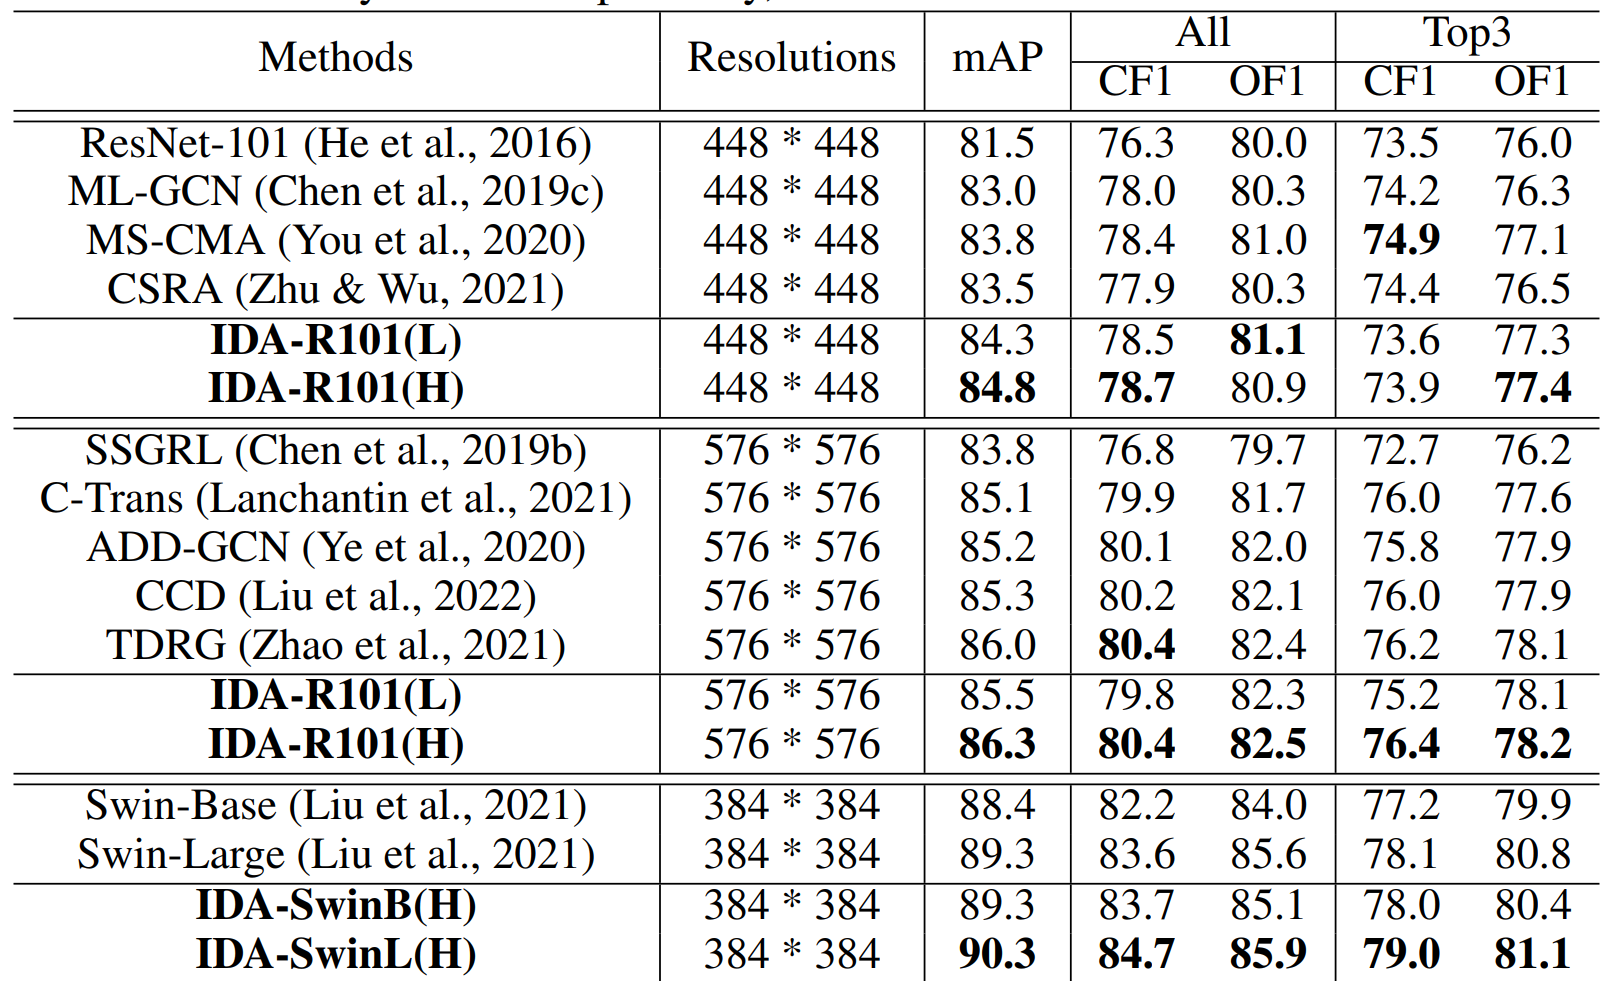 Methods Resolutions mAP All Top3
CF1 OF1 CF1 OF1
ResNet-101 (He et al., 2016) 448 * 448 81.5 76.3 80.0 73.5 76.0
ML-GCN (Chen et al., 2019c) 448 * 448 83.0 78.0 80.3 74.2 76.3
MS-CMA (You et al., 2020) 448 * 448 83.8 78.4 81.0 74.9 77.1
CSRA (Zhu & Wu, 2021) 448 * 448 83.5 77.9 80.3 74.4 76.5
IDA-R101(L) 448 * 448 84.3 78.5 81.1 73.6 77.3
IDA-R101(H) 448 * 448 84.8 78.7 80.9 73.9 77.4
SSGRL (Chen et al., 2019b) 576 * 576 83.8 76.8 79.7 72.7 76.2
C-Trans (Lanchantin et al., 2021) 576 * 576 85.1 79.9 81.7 76.0 77.6
ADD-GCN (Ye et al., 2020) 576 * 576 85.2 80.1 82.0 75.8 77.9
CCD (Liu et al., 2022) 576 * 576 85.3 80.2 82.1 76.0 77.9
TDRG (Zhao et al., 2021) 576 * 576 86.0 80.4 82.4 76.2 78.1
IDA-R101(L) 576 * 576 85.5 79.8 82.3 75.2 78.1
IDA-R101(H) 576 * 576 86.3 80.4 82.5 76.4 78.2
Swin-Base (Liu et al., 2021) 384 * 384 88.4 82.2 84.0 77.2 79.9
Swin-Large (Liu et al., 2021) 384 * 384 89.3 83.6 85.6 78.1 80.8
IDA-SwinB(H) 384 * 384 89.3 83.7 85.1 78.0 80.4
IDA-SwinL(H) 384 * 384 90.3 84.7 85.9 79.0 81.1